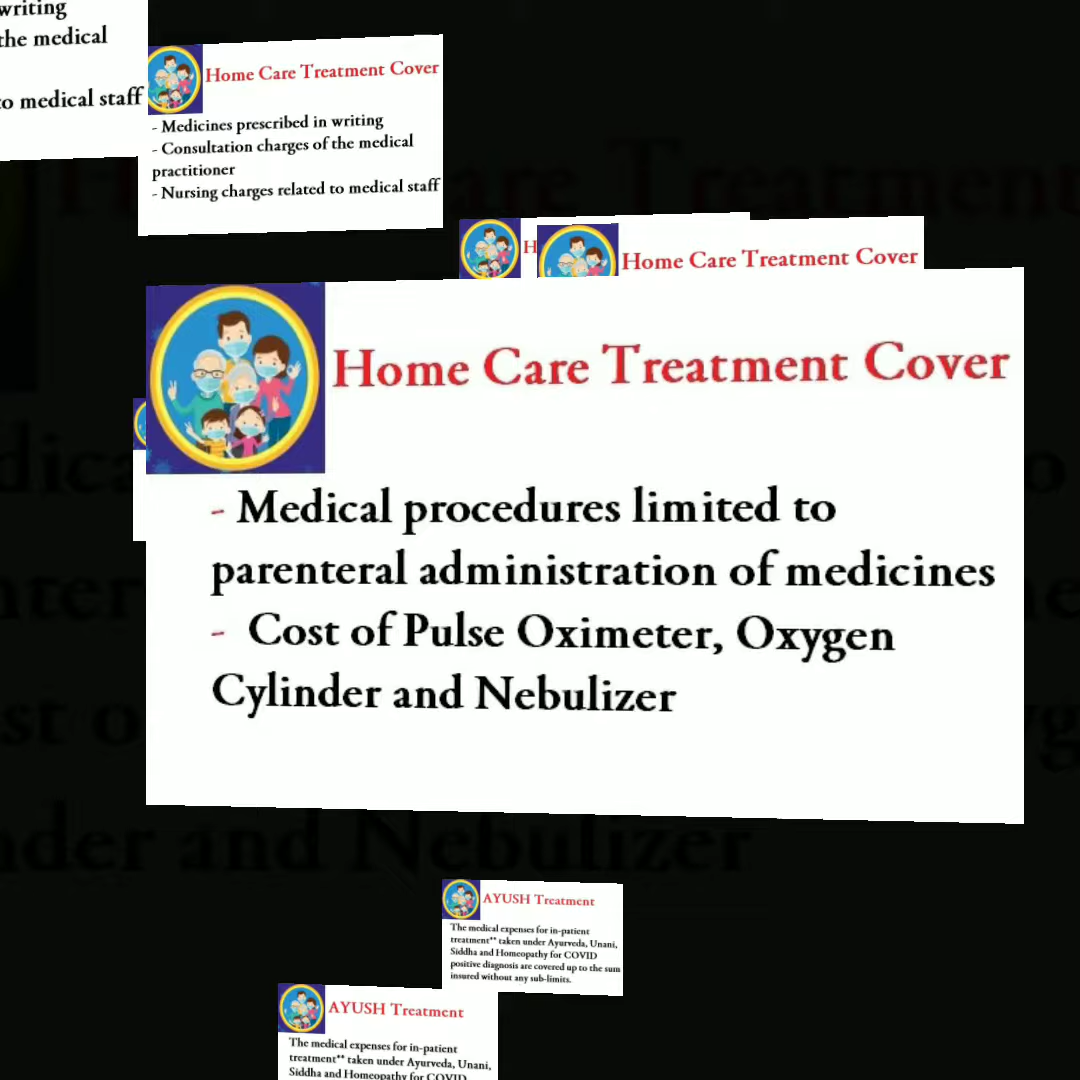 writing
the medical
to medical staff
Home Care Treatment Cover
- Medicines prescribed in writing
- Consultation charges of the medical
practitioner
- Nursing charges related to medical staff
H
Home Care Treatment Cover
Home Care Treatment Cover
- Medical procedures limited to
parenteral administration of medicines
- Cost of Pulse Oximeter, Oxygen
Cylinder and Nebulizer
AYUSH Treatment
The medical expenses for in-patient
treatment** taken under Ayurveda, Unani,
Siddha and Homeopathy for COVID
positive diagnosis are covered up to the sum
insured without any sub-limits.
AYUSH Treatment
The medical expenses for in-patient
treatment** taken under Ayurveda, Unani,
Siddha and Homeopathy for COVID